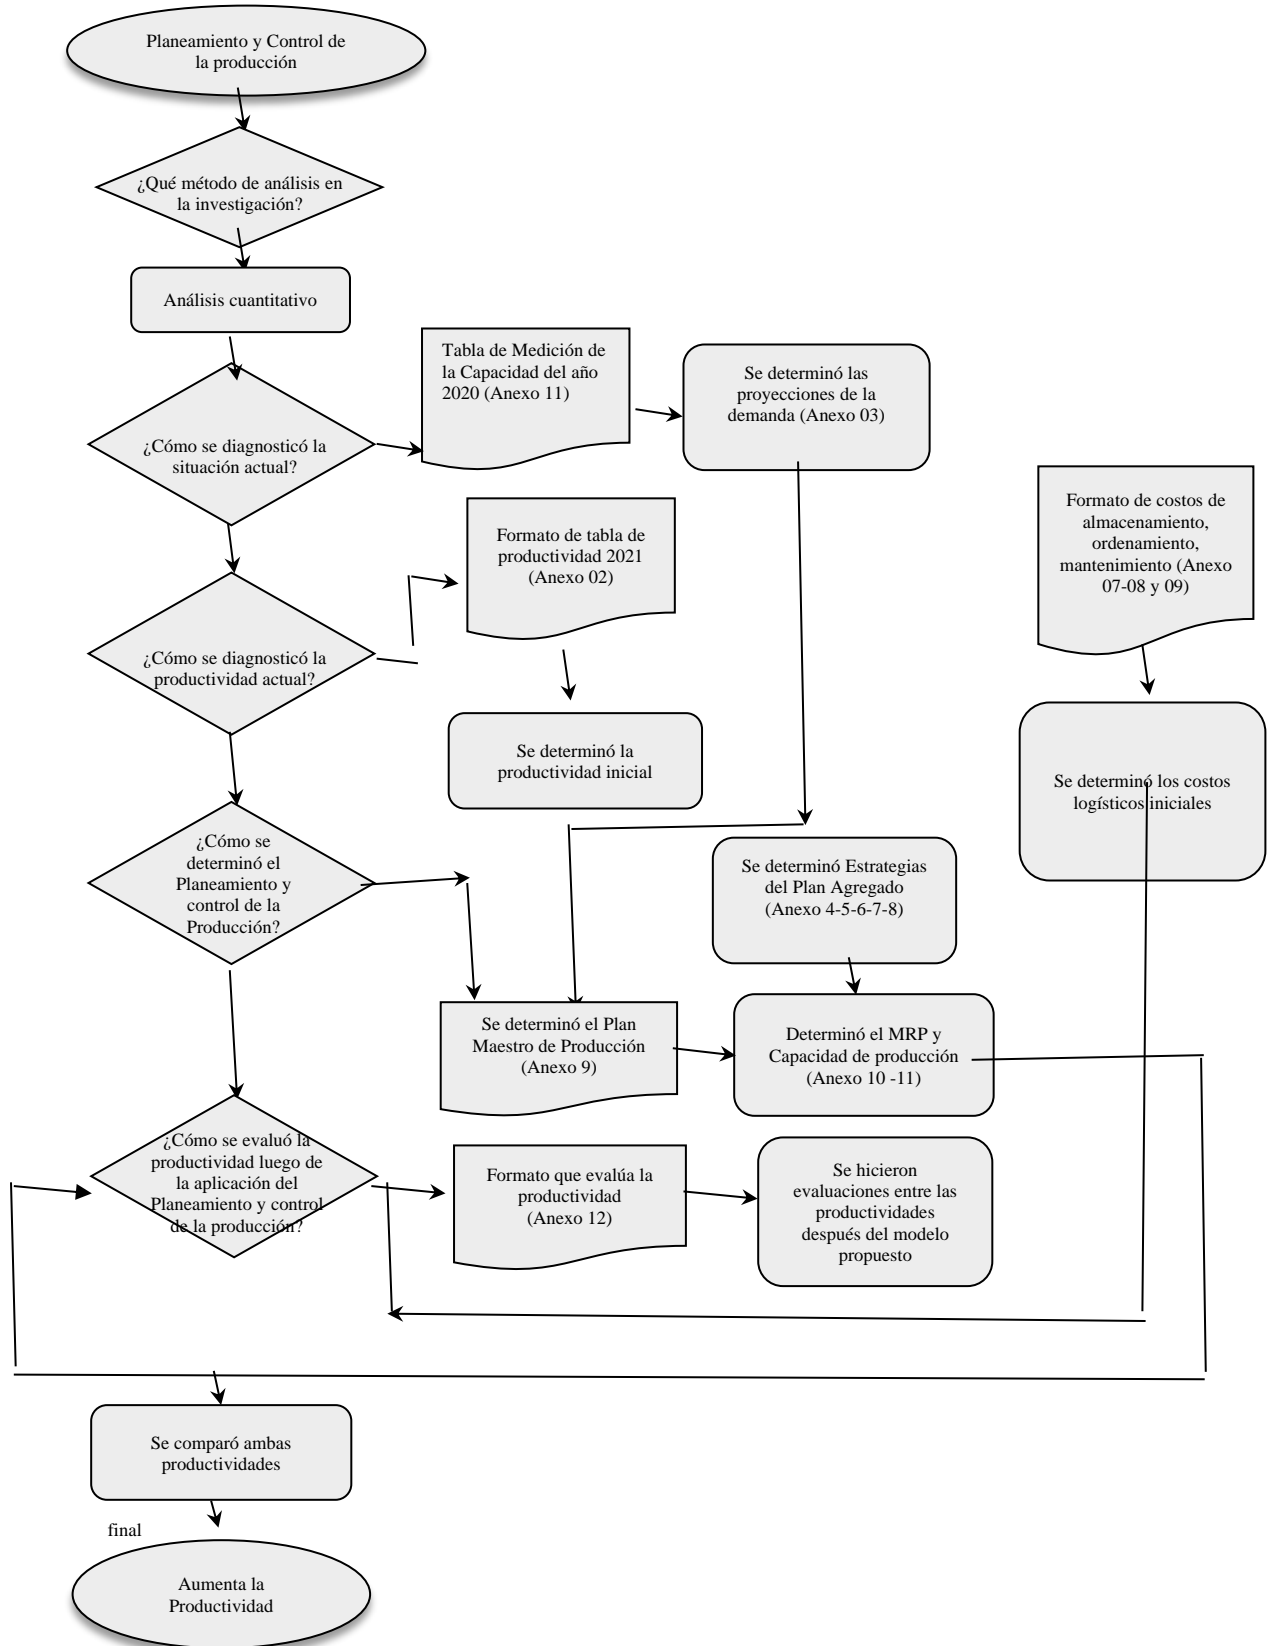 Planeamiento y Control de
la producción
¿Qué método de análisis en
la investigación?
Análisis cuantitativo
Tabla de Medición de
la Capacidad del año
2020 (Anexo 11)
Se determinó las
proyecciones de la
demanda (Anexo 03)
¿Cómo se diagnosticó la
situación actual?
Formato de tabla de
productividad 2021
(Anexo 02)
Formato de costos de
almacenamiento,
ordenamiento,
mantenimiento (Anexo
07-08 y 09)
¿Cómo se diagnosticó la
productividad actual?
Se determinó la
productividad inicial
Se determinó los costos
logísticos iniciales
¿Cómo se
determinó el
Planeamiento y
control de la
Producción?
Se determinó Estrategias
del Plan Agregado
(Anexo 4-5-6-7-8)
Se determinó el Plan
Maestro de Producción
(Anexo 9)
Determinó el MRP y
Capacidad de producción
(Anexo 10 -11)
¿Cómo se evaluó la
productividad luego de
la aplicación del
Planeamiento y control
de la producción?
Formato que evalúa la
productividad
(Anexo 12)
Se hicieron
evaluaciones entre las
productividades
después del modelo
propuesto
Se comparó ambas
productividades
final
Aumenta la
Productividad